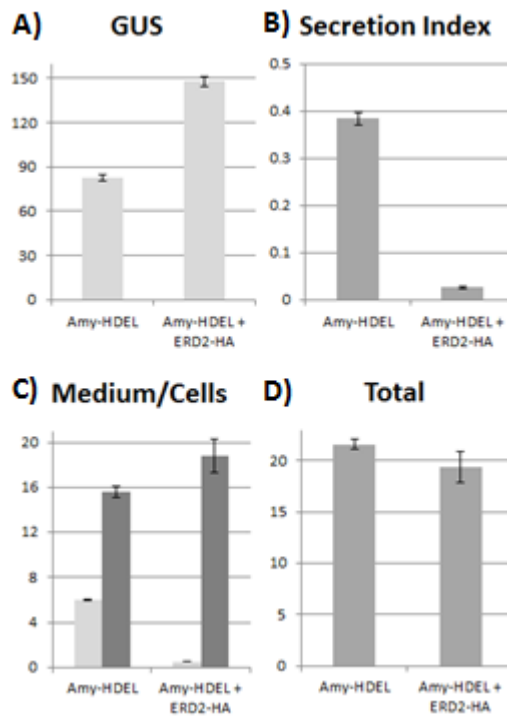 A) GUS
150
120
90
60
30
0
Amy-HDEL
Amy-HDEL +
ERD2-HA
B) Secretion Index
0.5
0.4
0.3
0.2
0.1
0
Amy-HDEL
Amy-HDEL +
ERD2-HA
C) Medium/Cells
20
16
12
8
4
0
Amy-HDEL
Amy-HDEL +
ERD2-HA
D) Total
20
15
10
5
0
Amy-HDEL
Amy-HDEL +
ERD2-HA